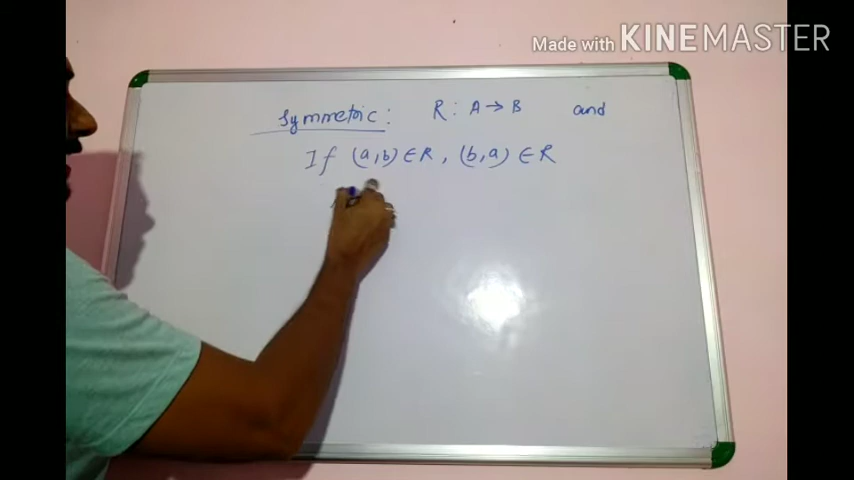 Made with KINEMASTER
Symmetric: R: A → B and
If (a,b) ∈ R, (b,a) ∈ R